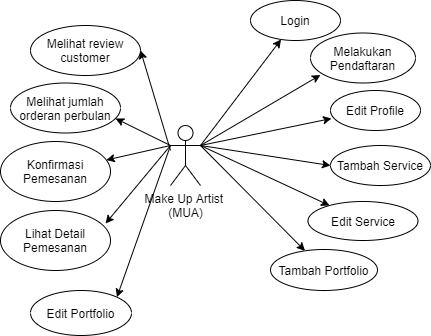 Login
Melihat review
customer
Melakukan
Pendaftaran
Melihat jumlah
orderan perbulan
Edit Profile
Konfirmasi
Pemesanan
Tambah Service
Make Up Artist
(MUA)
Edit Service
Lihat Detail
Pemesanan
Tambah Portfolio
Edit Portfolio